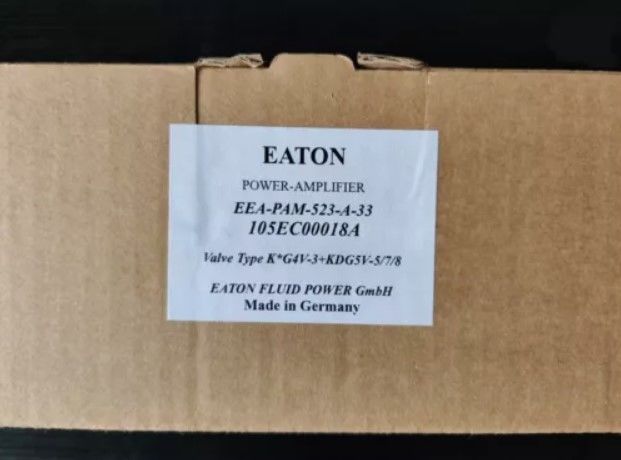 EATON
POWER-AMPLIFIER
EEA-PAM-523-A-33
105EC00018A
Valve Type K*G4V-3+KDG5V-5/7/8
EATON FLUID POWER GmbH
Made in Germany